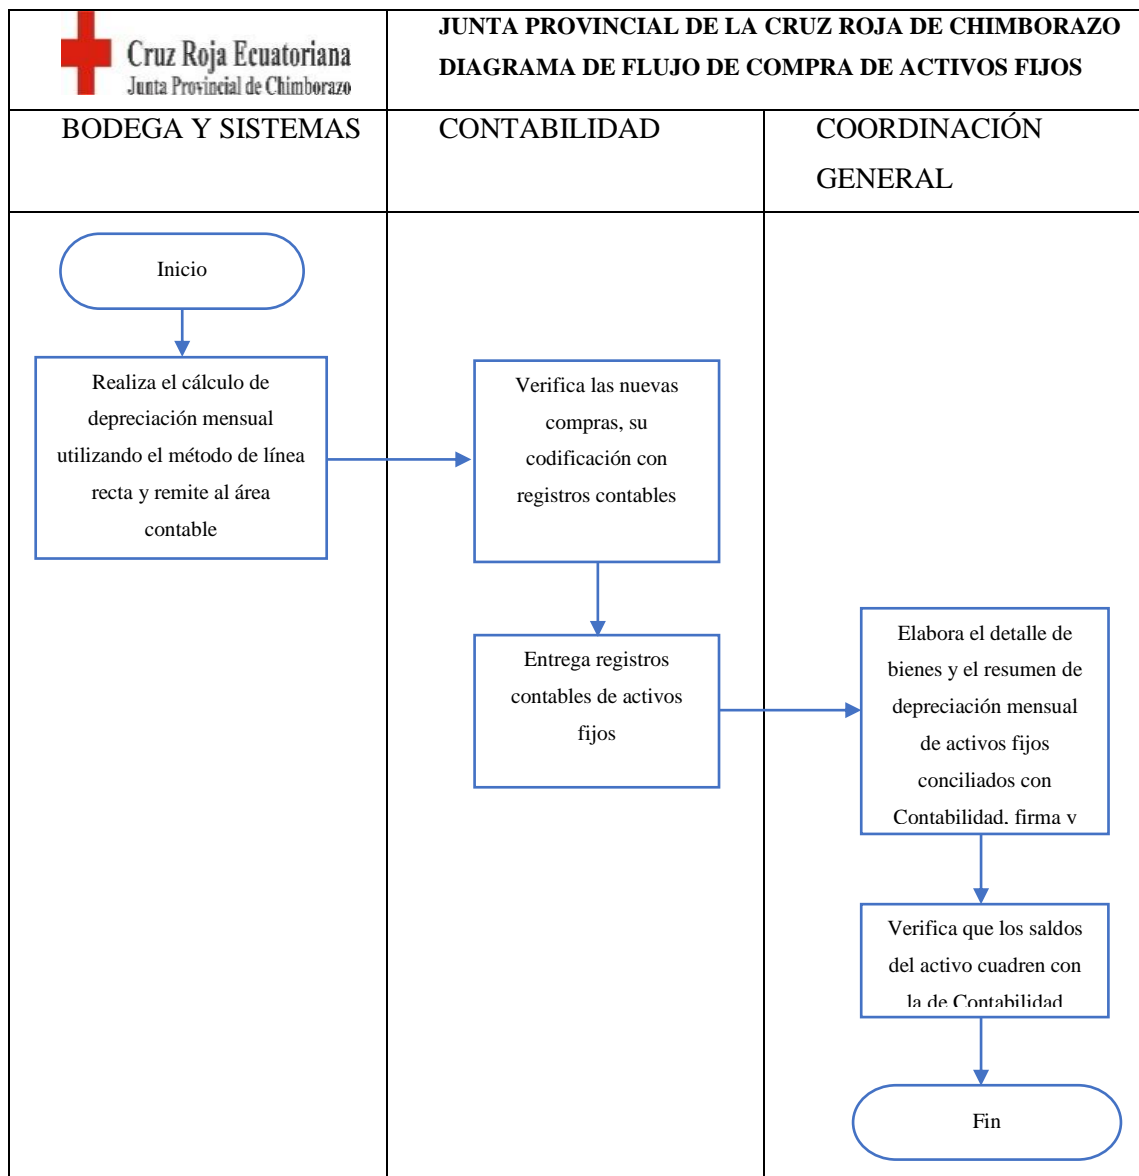 Cruz Roja Ecuatoriana
Junta Provincial de Chimborazo
JUNTA PROVINCIAL DE LA CRUZ ROJA DE CHIMBORAZO
DIAGRAMA DE FLUJO DE COMPRA DE ACTIVOS FIJOS
BODEGA Y SISTEMAS
CONTABILIDAD
COORDINACIÓN
GENERAL
Inicio
Realiza el cálculo de
depreciación mensual
utilizando el método de línea
recta y remite al área
contable
Verifica las nuevas
compras, su
codificación con
registros contables
Entrega registros
contables de activos
fijos
Elabora el detalle de
bienes y el resumen de
depreciación mensual
de activos fijos
conciliados con
Contabilidad, firma y
Verifica que los saldos
del activo cuadren con
la de Contabilidad
Fin